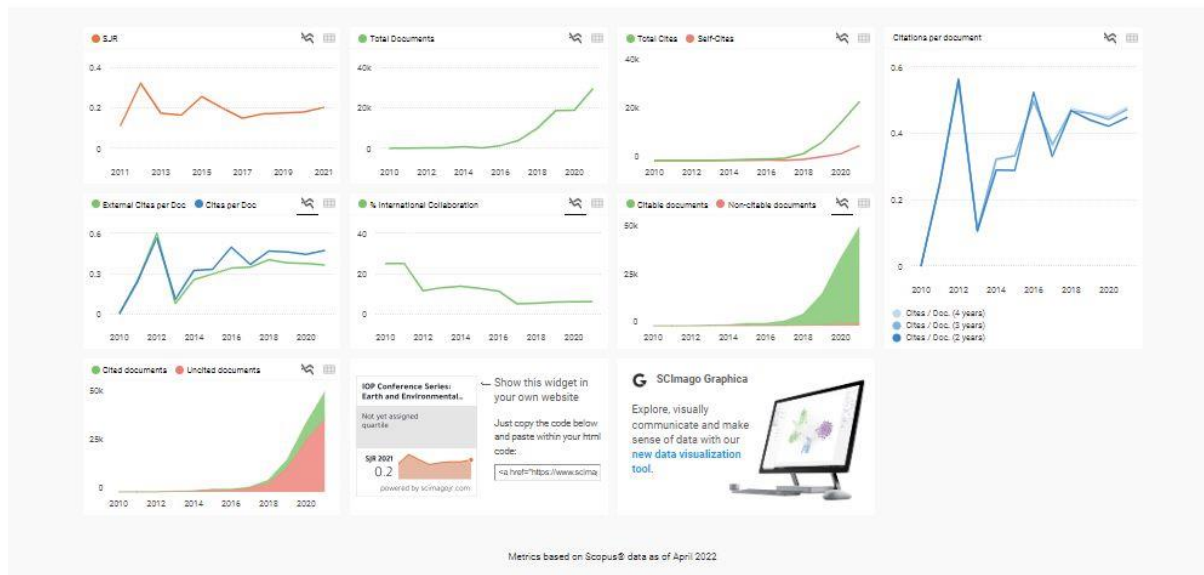 SJR
0.4
0.2
0
2011 2013 2015 2017 2019 2021
Total Documents
40k
20k
0
2010 2012 2014 2016 2018 2020
Total Cites Self-Cites
40k
20k
0
2010 2012 2014 2016 2018 2020
Citations per document
0.6
0.4
0.2
0
2010 2012 2014 2016 2018 2020
Cites / Doc. (4 years)
Cites / Doc. (3 years)
Cites / Doc. (2 years)
External Cites per Doc Cites per Doc
0.6
0.3
0
2010 2012 2014 2016 2018 2020
% International Collaboration
40
20
0
2010 2012 2014 2016 2018 2020
Citable documents Non-citable documents
50k
25k
0
2010 2012 2014 2016 2018 2020
Cited documents Uncited documents
50k
25k
0
2010 2012 2014 2016 2018 2020
IOP Conference Series:
Earth and Environmental..
Not yet assigned
quartile
SJR 2021
0.2
powered by scimagojr.com
Show this widget in
your own website
Just copy the code below
and paste within your html
code:
<a href="https://www.scima
SCImago Graphica
Explore, visually
communicate and make
sense of data with our
new data visualization
tool.
Metrics based on Scopus® data as of April 2022